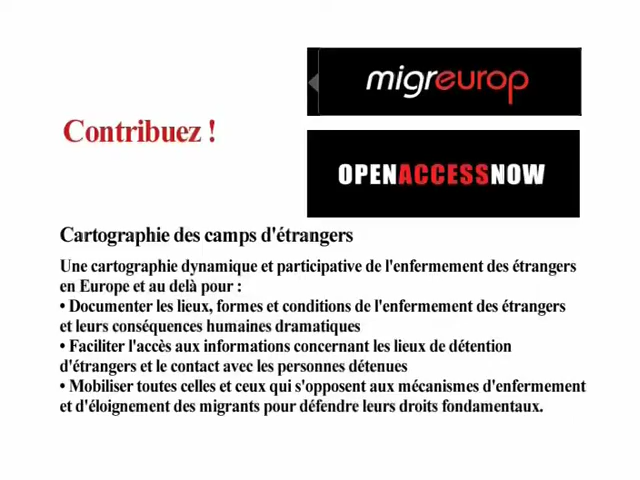 migreurop
Contribuez !
OPENACCESSNOW
Cartographie des camps d'étrangers
Une cartographie dynamique et participative de l'enfermement des étrangers
en Europe et au delà pour :
• Documenter les lieux, formes et conditions de l'enfermement des étrangers
et leurs conséquences humaines dramatiques
• Faciliter l'accès aux informations concernant les lieux de détention
d'étrangers et le contact avec les personnes détenues
• Mobiliser toutes celles et ceux qui s'opposent aux mécanismes d'enfermement
et d'éloignement des migrants pour défendre leurs droits fondamentaux.